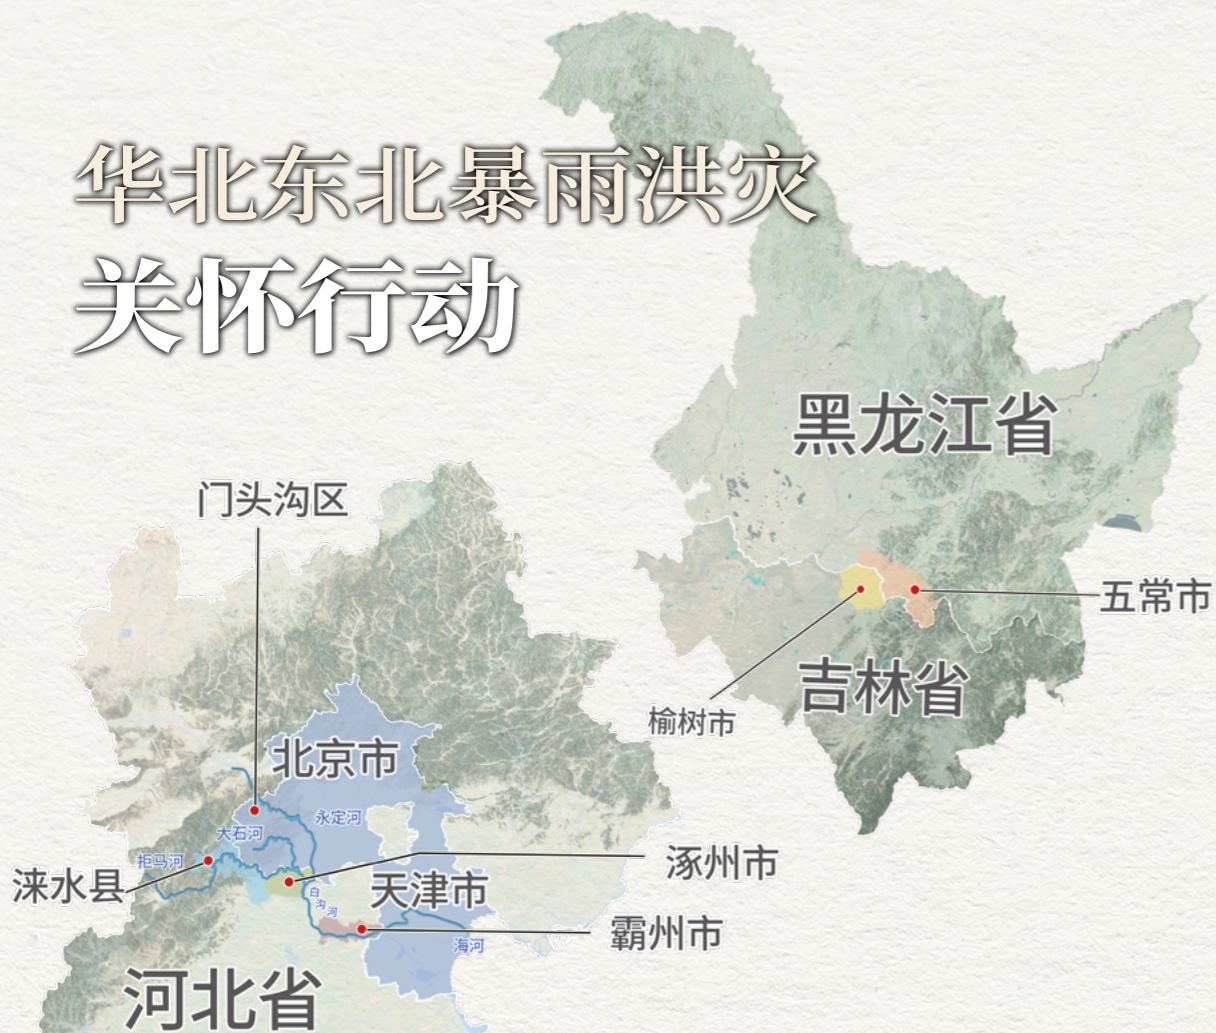 华北东北暴雨洪灾
关怀行动
黑龙江省
门头沟区
五常市
吉林省
榆树市
北京市
永定河
大石河
拒马河
涿州市
涞水县
天津市
白沟河
霸州市
海河
河北省